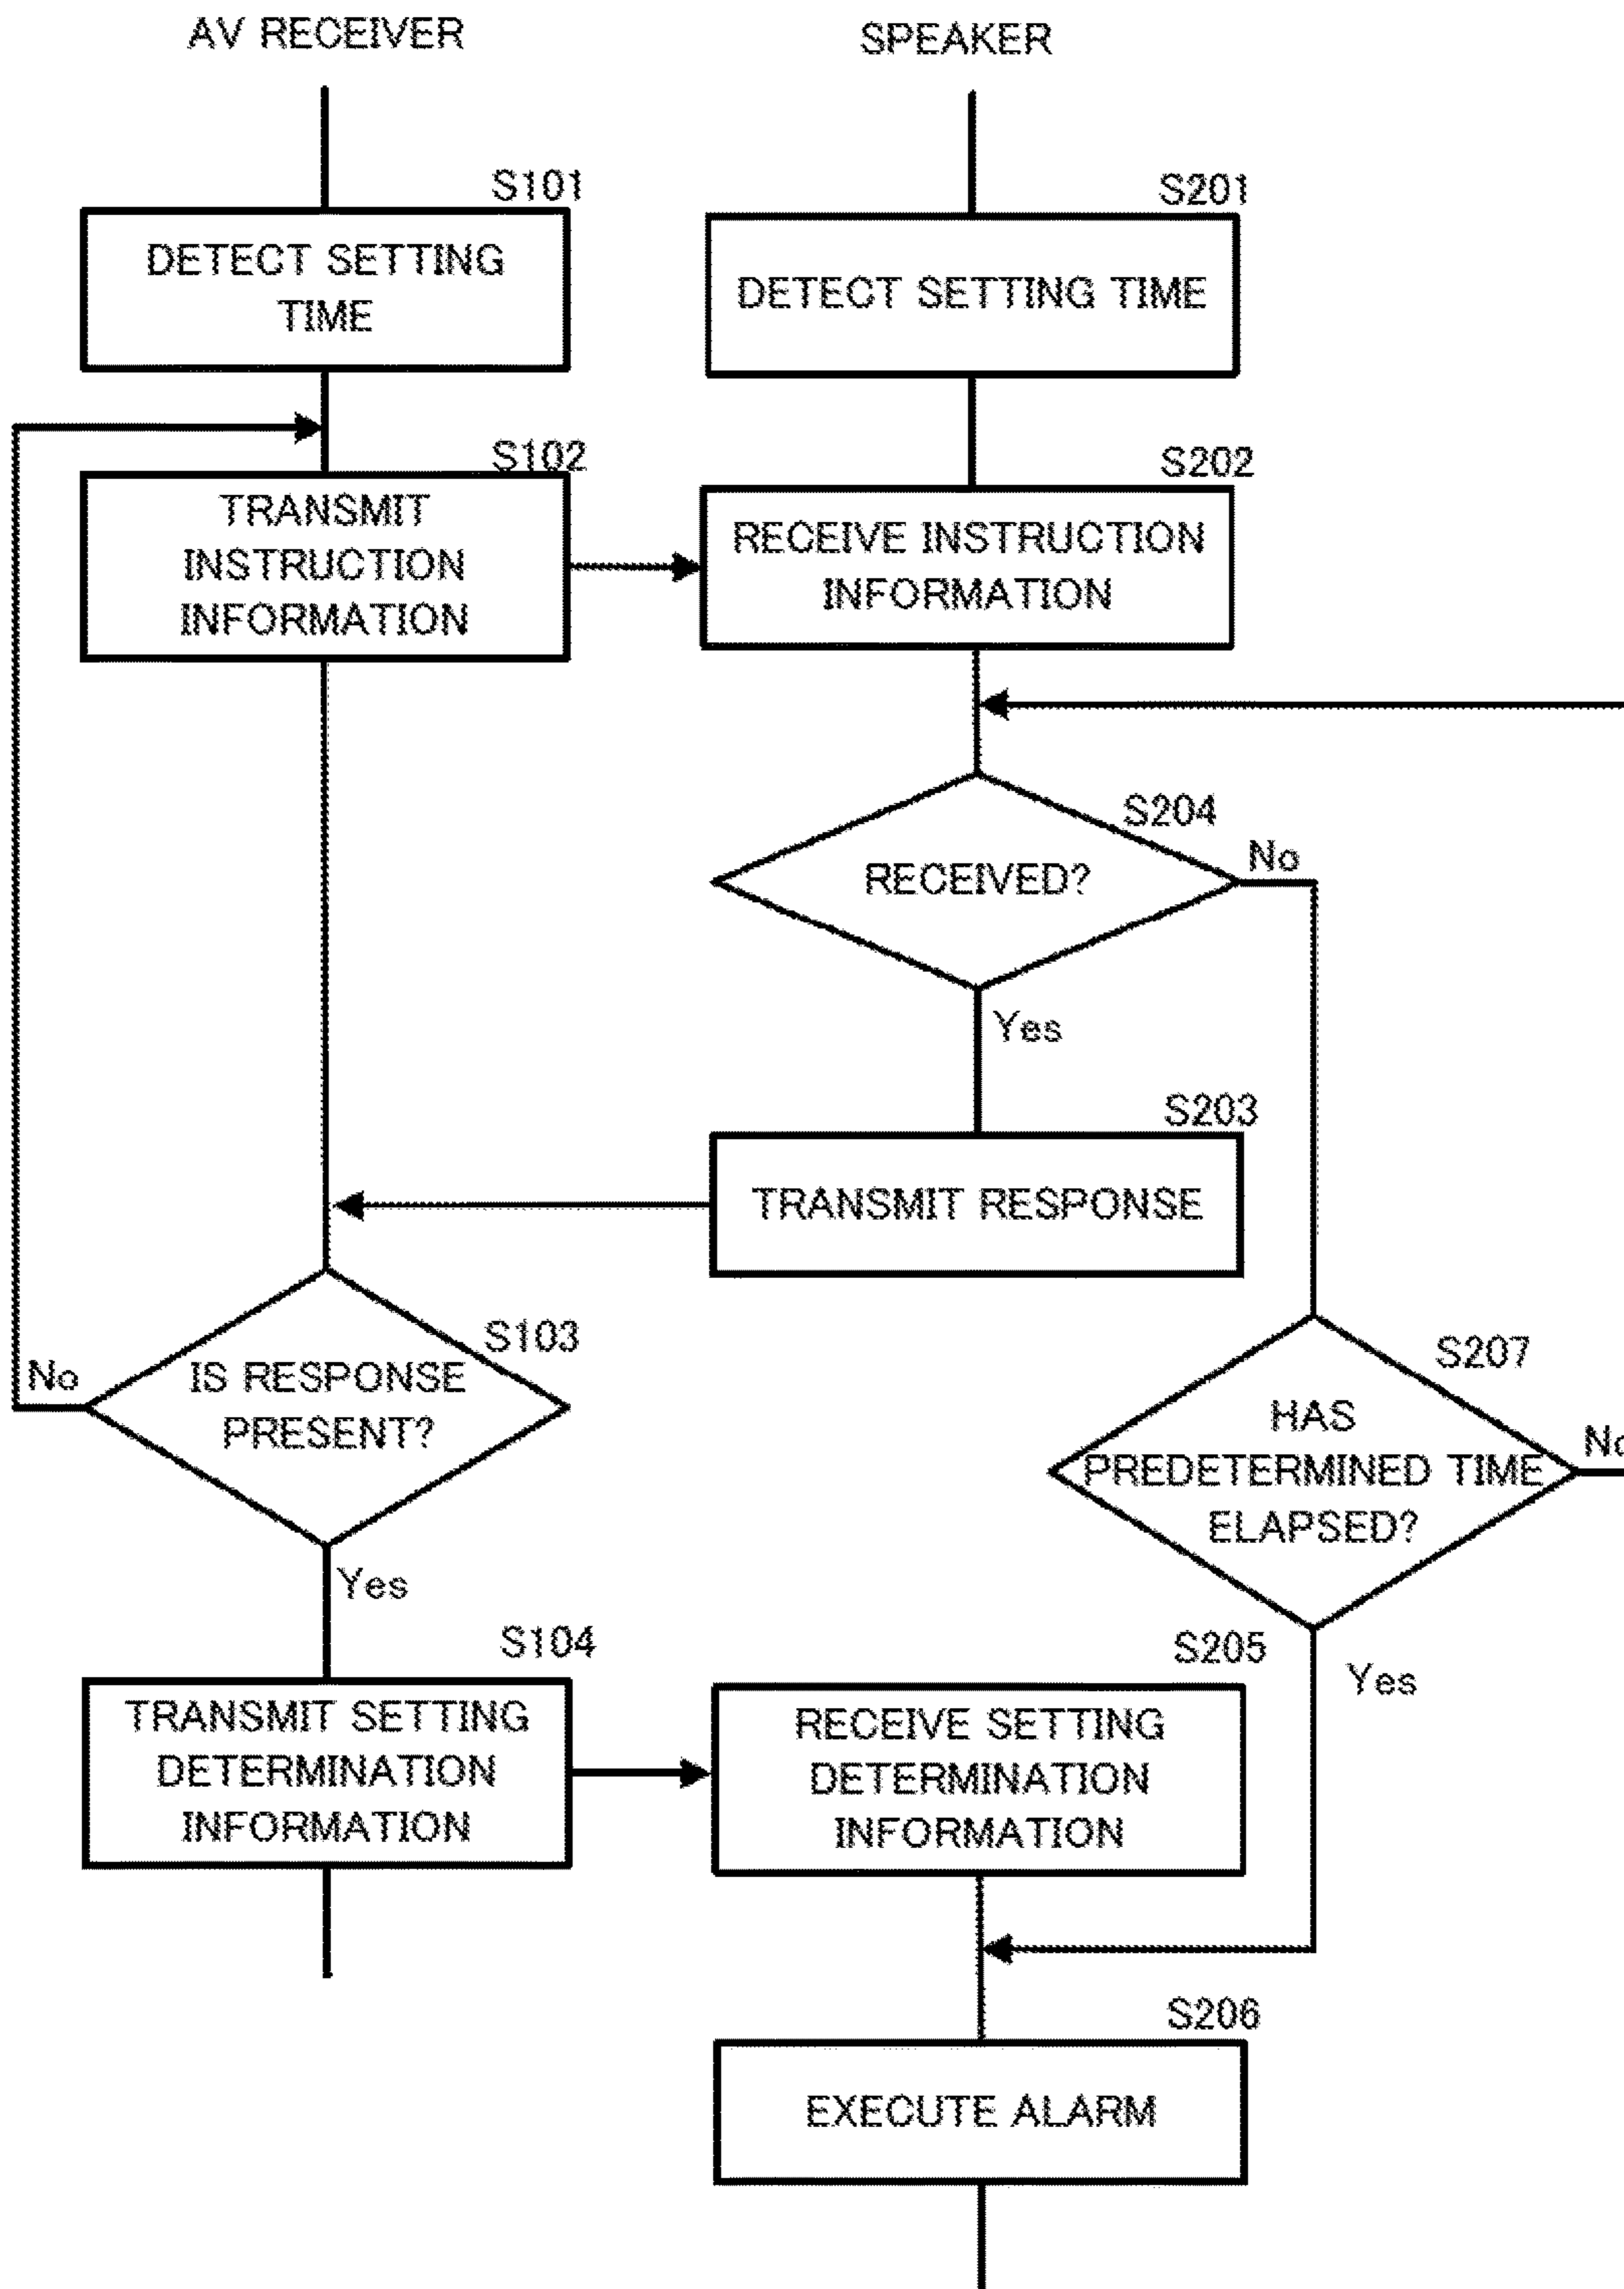 AV RECEIVER
SPEAKER
S101
DETECT SETTING
TIME
S201
DETECT SETTING TIME
S102
TRANSMIT
INSTRUCTION
INFORMATION
S202
RECEIVE INSTRUCTION
INFORMATION
S204
RECEIVED?
No
Yes
S203
TRANSMIT RESPONSE
S103
IS RESPONSE
PRESENT?
No
Yes
S207
HAS
PREDETERMINED TIME
ELAPSED?
No
Yes
S104
TRANSMIT SETTING
DETERMINATION
INFORMATION
S205
RECEIVE SETTING
DETERMINATION
INFORMATION
S206
EXECUTE ALARM